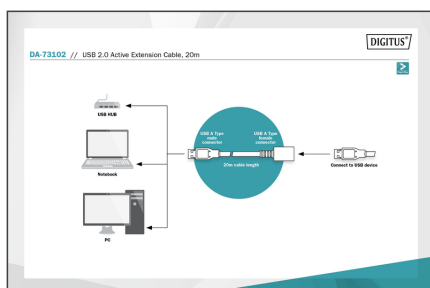 DIGITUS®
DA-73102 // USB 2.0 Active Extension Cable, 20m
USB HUB
USB A Type
male
connector
USB A Type
female
connector
Notebook
20m cable length
Connect to USB device
PC